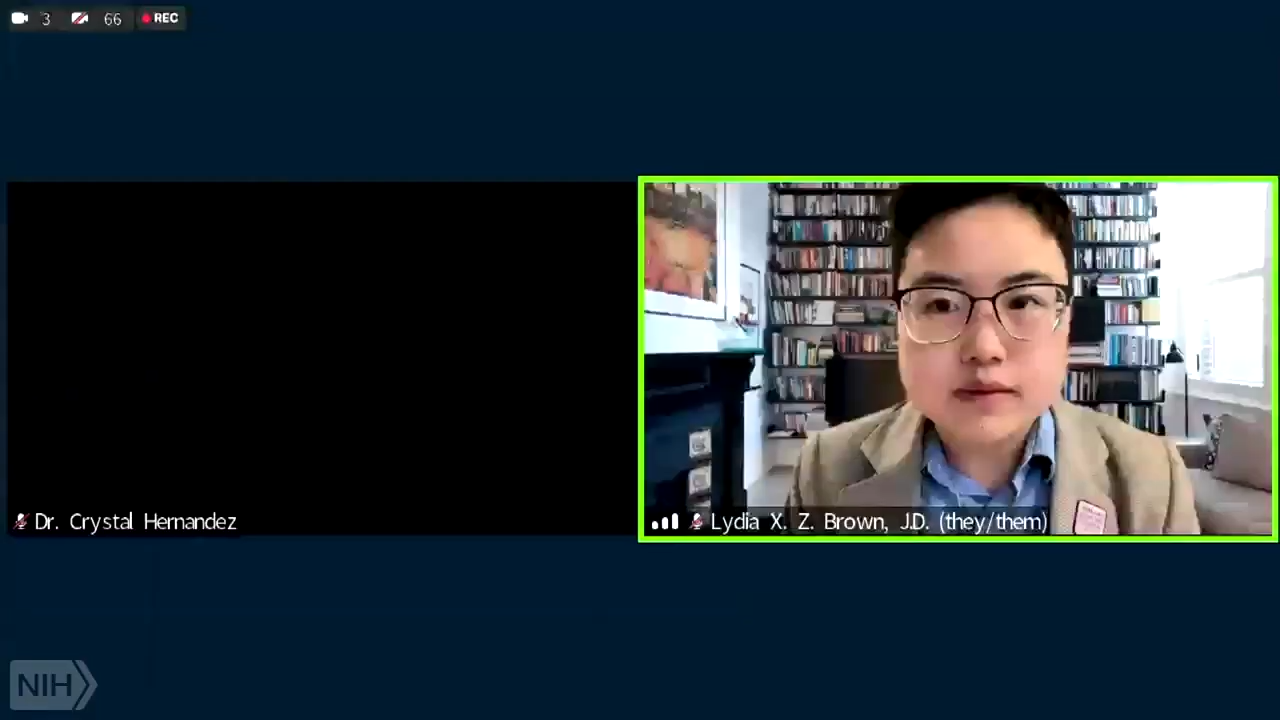 3 66 REC
Dr. Crystal Hernandez
Lydia X. Z. Brown, J.D. (they/them)
NIH